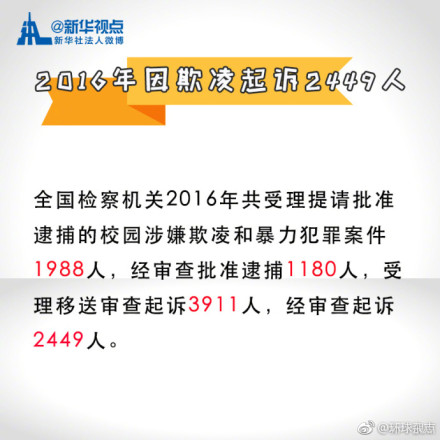 @新华视点
新华社法人微博
2016年因欺凌起诉2449人
全国检察机关2016年共受理提请批准
逮捕的校园涉嫌欺凌和暴力犯罪案件
1988人，经审查批准逮捕1180人，受
理移送审查起诉3911人，经审查起诉
2449人。